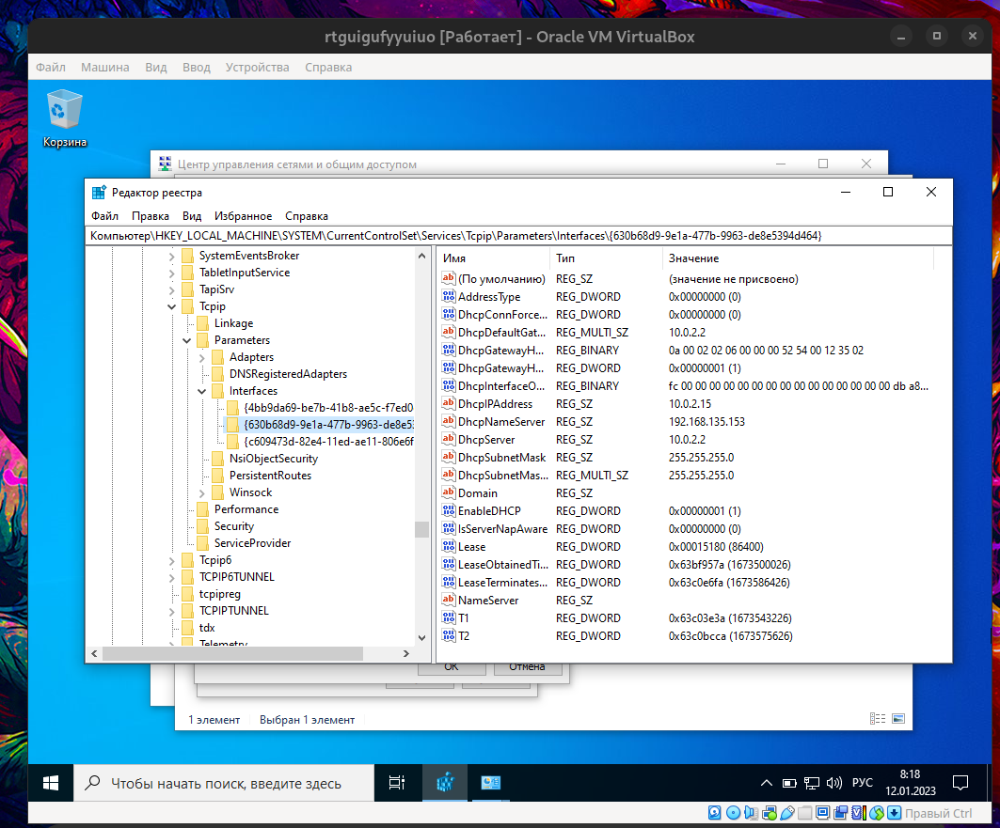 rtguigufyyuiuo [Работает] - Oracle VM VirtualBox
Файл Машина Вид Ввод Устройства Справка
Корзина
Центр управления сетями и общим доступом
Редактор реестра
Файл Правка Вид Избранное Справка
Компьютер\HKEY_LOCAL_MACHINE\SYSTEM\CurrentControlSet\Services\Tcpip\Parameters\Interfaces\{630b68d9-9e1a-477b-9963-de8e5394d464}
SystemEventsBroker
TabletInputService
TapiSrv
Tcpip
Linkage
Parameters
Adapters
DNSRegisteredAdapters
Interfaces
{4bb9da69-be7b-41b8-ae5c-f7ed0
{630b68d9-9e1a-477b-9963-de8e53
{c609473d-82e4-11ed-ae11-806e6f
NsiObjectSecurity
PersistentRoutes
Winsock
Performance
Security
ServiceProvider
Tcpip6
TCPIP6TUNNEL
tcpipreg
TCPIPTUNNEL
tdx
Telemetry
Имя Тип Значение
(По умолчанию) REG_SZ (значение не присвоено)
AddressType REG_DWORD 0x00000000 (0)
DhcpConnForce... REG_DWORD 0x00000000 (0)
DhcpDefaultGat... REG_MULTI_SZ 10.0.2.2
DhcpGatewayH... REG_BINARY 0a 00 02 02 06 00 00 00 52 54 00 12 35 02
DhcpGatewayH... REG_DWORD 0x00000001 (1)
DhcpInterfaceO... REG_BINARY fc 00 00 00 00 00 00 00 00 00 00 00 00 00 00 00 db a8...
DhcpIPAddress REG_SZ 10.0.2.15
DhcpNameServer REG_SZ 192.168.135.153
DhcpServer REG_SZ 10.0.2.2
DhcpSubnetMask REG_SZ 255.255.255.0
DhcpSubnetMas... REG_MULTI_SZ 255.255.255.0
Domain REG_SZ
EnableDHCP REG_DWORD 0x00000001 (1)
IsServerNapAware REG_DWORD 0x00000000 (0)
Lease REG_DWORD 0x00015180 (86400)
LeaseObtainedTi... REG_DWORD 0x63bf957a (1673500026)
LeaseTerminates... REG_DWORD 0x63c0e6fa (1673586426)
NameServer REG_SZ
T1 REG_DWORD 0x63c03e3a (1673543226)
T2 REG_DWORD 0x63c0bcca (1673575626)
OK Отмена
1 элемент Выбран 1 элемент
Чтобы начать поиск, введите здесь
РУС
8:18
12.01.2023
Правый Ctrl